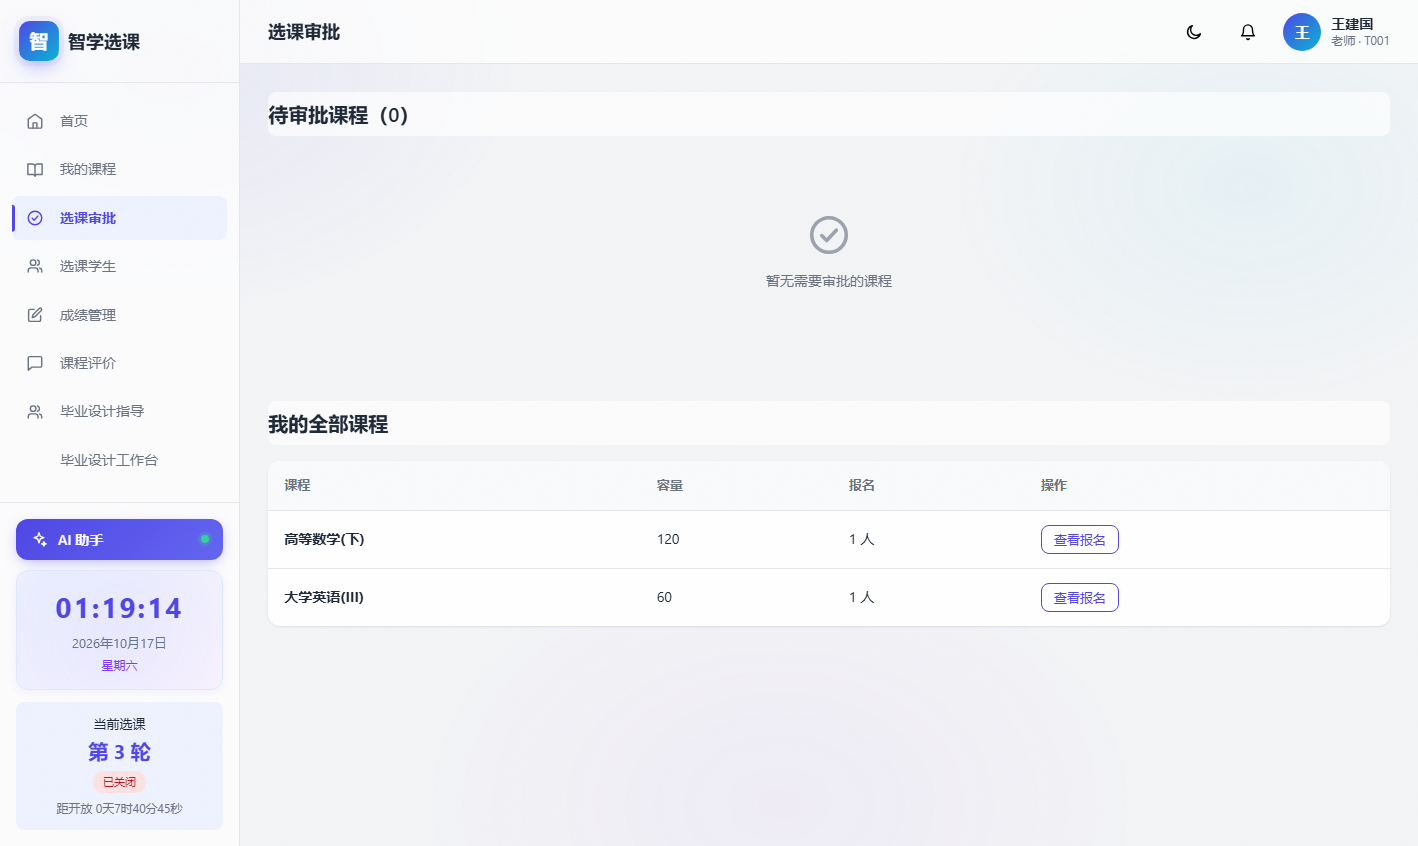 智 智学选课
首页
我的课程
选课审批
选课学生
成绩管理
课程评价
毕业设计指导
毕业设计工作台
AI 助手
01:19:14
2026年10月17日
星期六
当前选课
第 3 轮
已关闭
距开放 0天7时40分45秒
选课审批
王
王建国
老师 · T001
待审批课程（0）
暂无需要审批的课程
我的全部课程
课程 容量 报名 操作
高等数学(下) 120 1 人 查看报名
大学英语(III) 60 1 人 查看报名